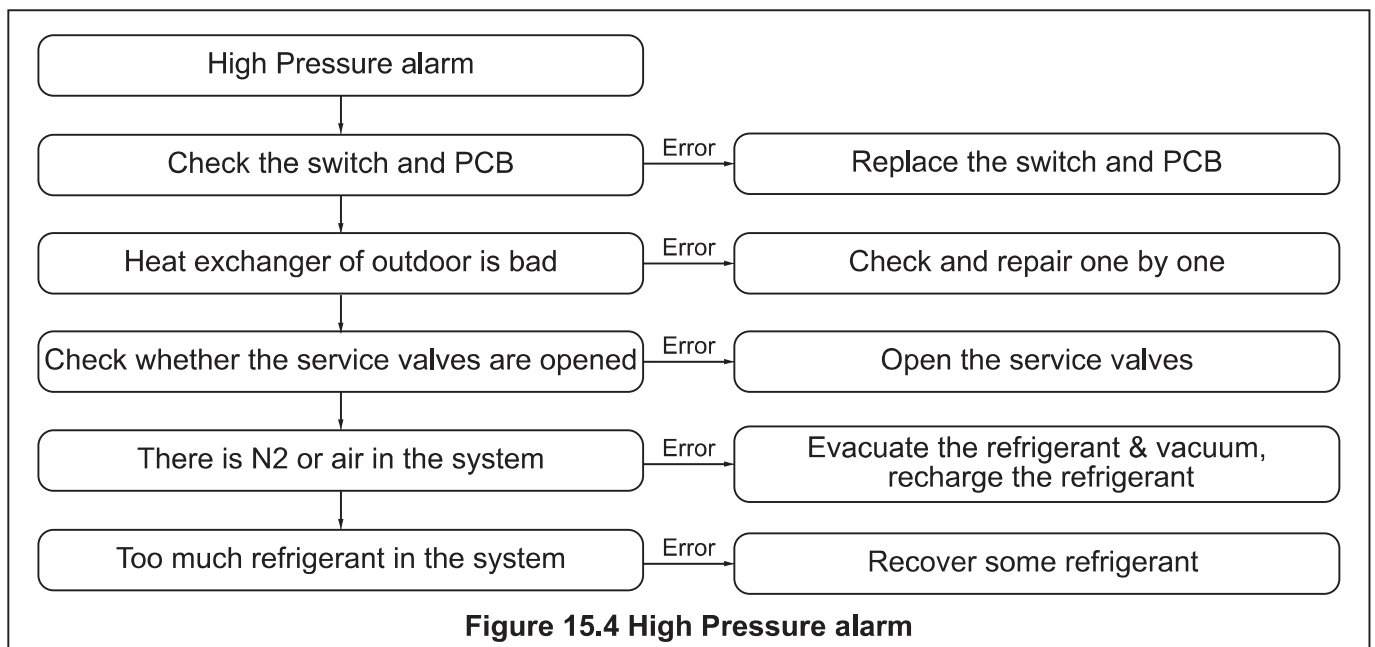 High Pressure alarm
Check the switch and PCB
Error
Replace the switch and PCB
Heat exchanger of outdoor is bad
Error
Check and repair one by one
Check whether the service valves are opened
Error
Open the service valves
There is N2 or air in the system
Error
Evacuate the refrigerant & vacuum,
recharge the refrigerant
Too much refrigerant in the system
Error
Recover some refrigerant
Figure 15.4 High Pressure alarm